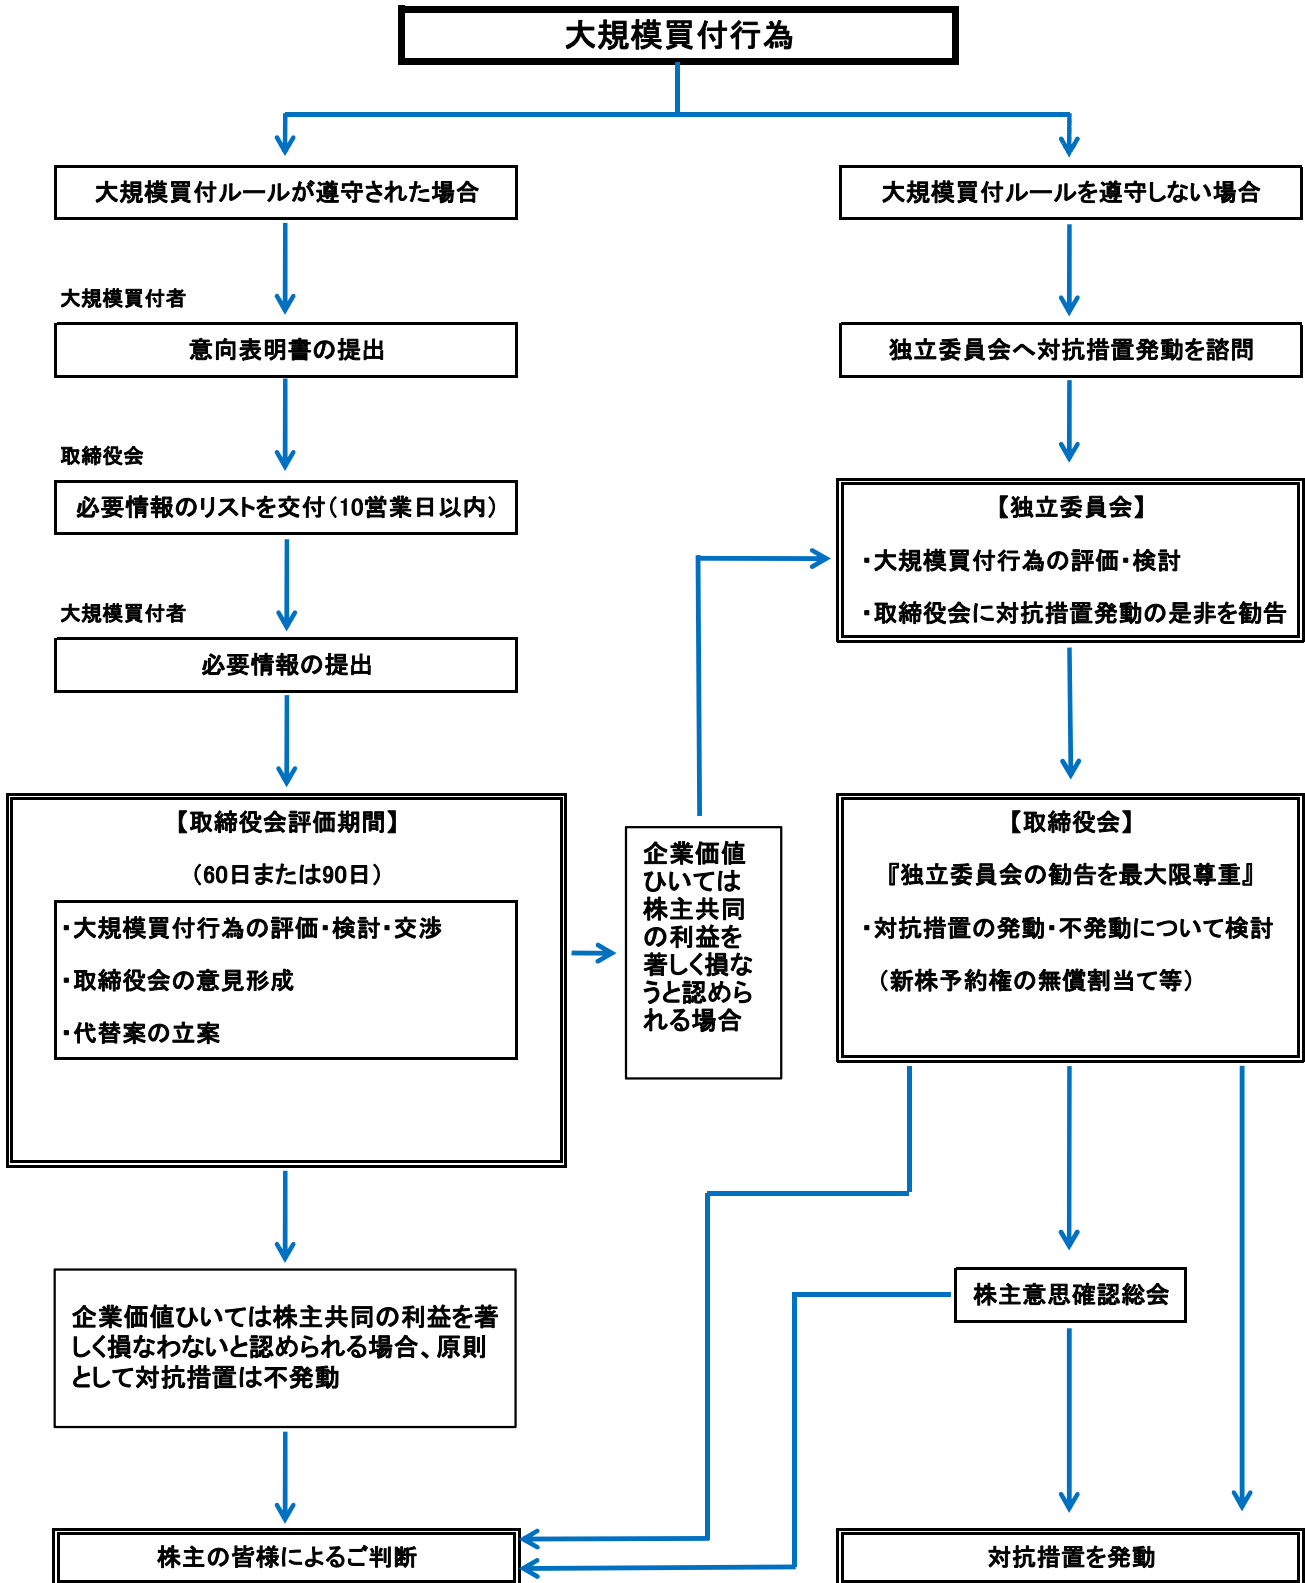 大規模買付行為
大規模買付ルールが遵守された場合
大規模買付ルールを遵守しない場合
大規模買付者
意向表明書の提出
独立委員会へ対抗措置発動を諮問
取締役会
必要情報のリストを交付（10営業日以内）
【独立委員会】
・大規模買付行為の評価・検討
・取締役会に対抗措置発動の是非を勧告
大規模買付者
必要情報の提出
【取締役会評価期間】
（60日または90日）
・大規模買付行為の評価・検討・交渉
・取締役会の意見形成
・代替案の立案
企業価値
ひいては
株主共同
の利益を
著しく損な
うと認めら
れる場合
【取締役会】
『独立委員会の勧告を最大限尊重』
・対抗措置の発動・不発動について検討
（新株予約権の無償割当て等）
企業価値ひいては株主共同の利益を著
しく損なわないと認められる場合、原則
として対抗措置は不発動
株主意思確認総会
株主の皆様によるご判断
対抗措置を発動